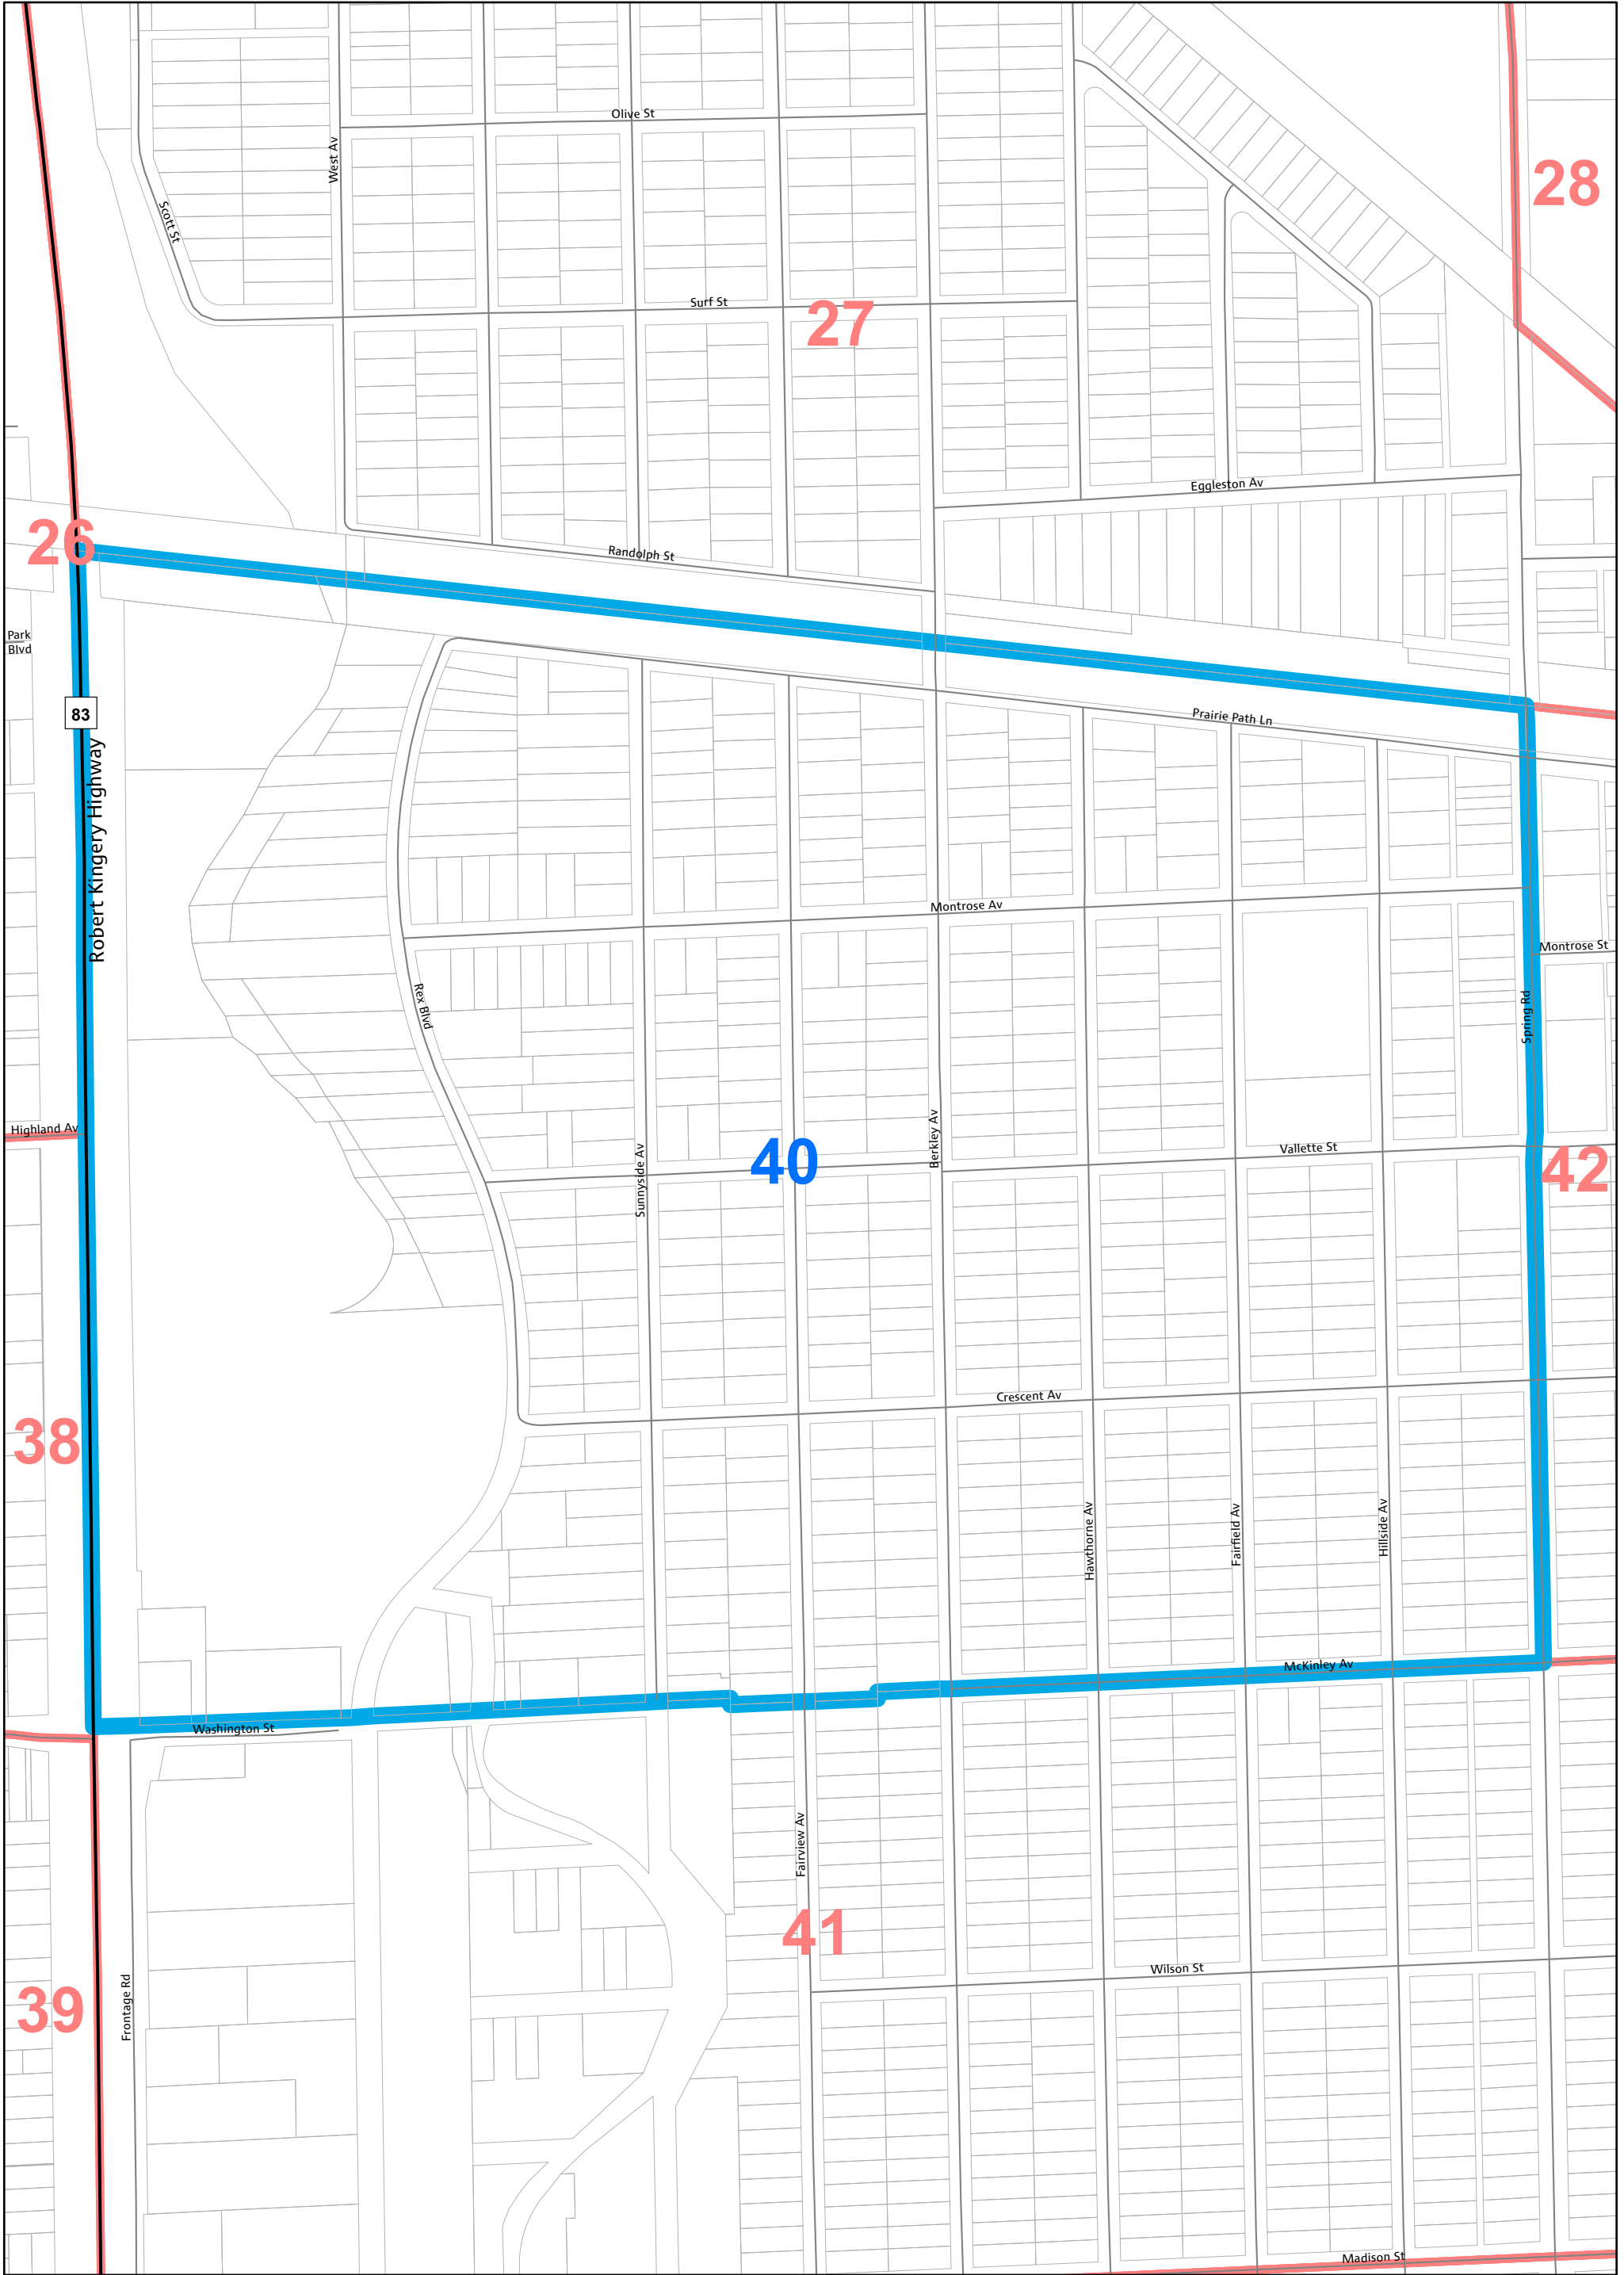 Olive St
West Av
28
Scott St
Surf St
27
Eggleston Av
26
Randolph St
Park
Blvd
83
Prairie Path Ln
Robert Kingery Highway
Montrose Av
Montrose St
Rex Blvd
Spring Rd
Highland Av
Berkley Av
Sunnyside Av
40
Vallette St
42
Crescent Av
38
Hawthorne Av
Fairfield Av
Hillside Av
McKinley Av
Washington St
Fairview Av
41
Wilson St
39
Frontage Rd
Madison St